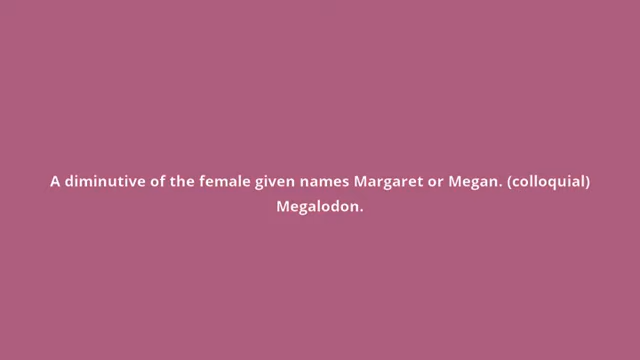 A diminutive of the female given names Margaret or Megan. (colloquial)
Megalodon.